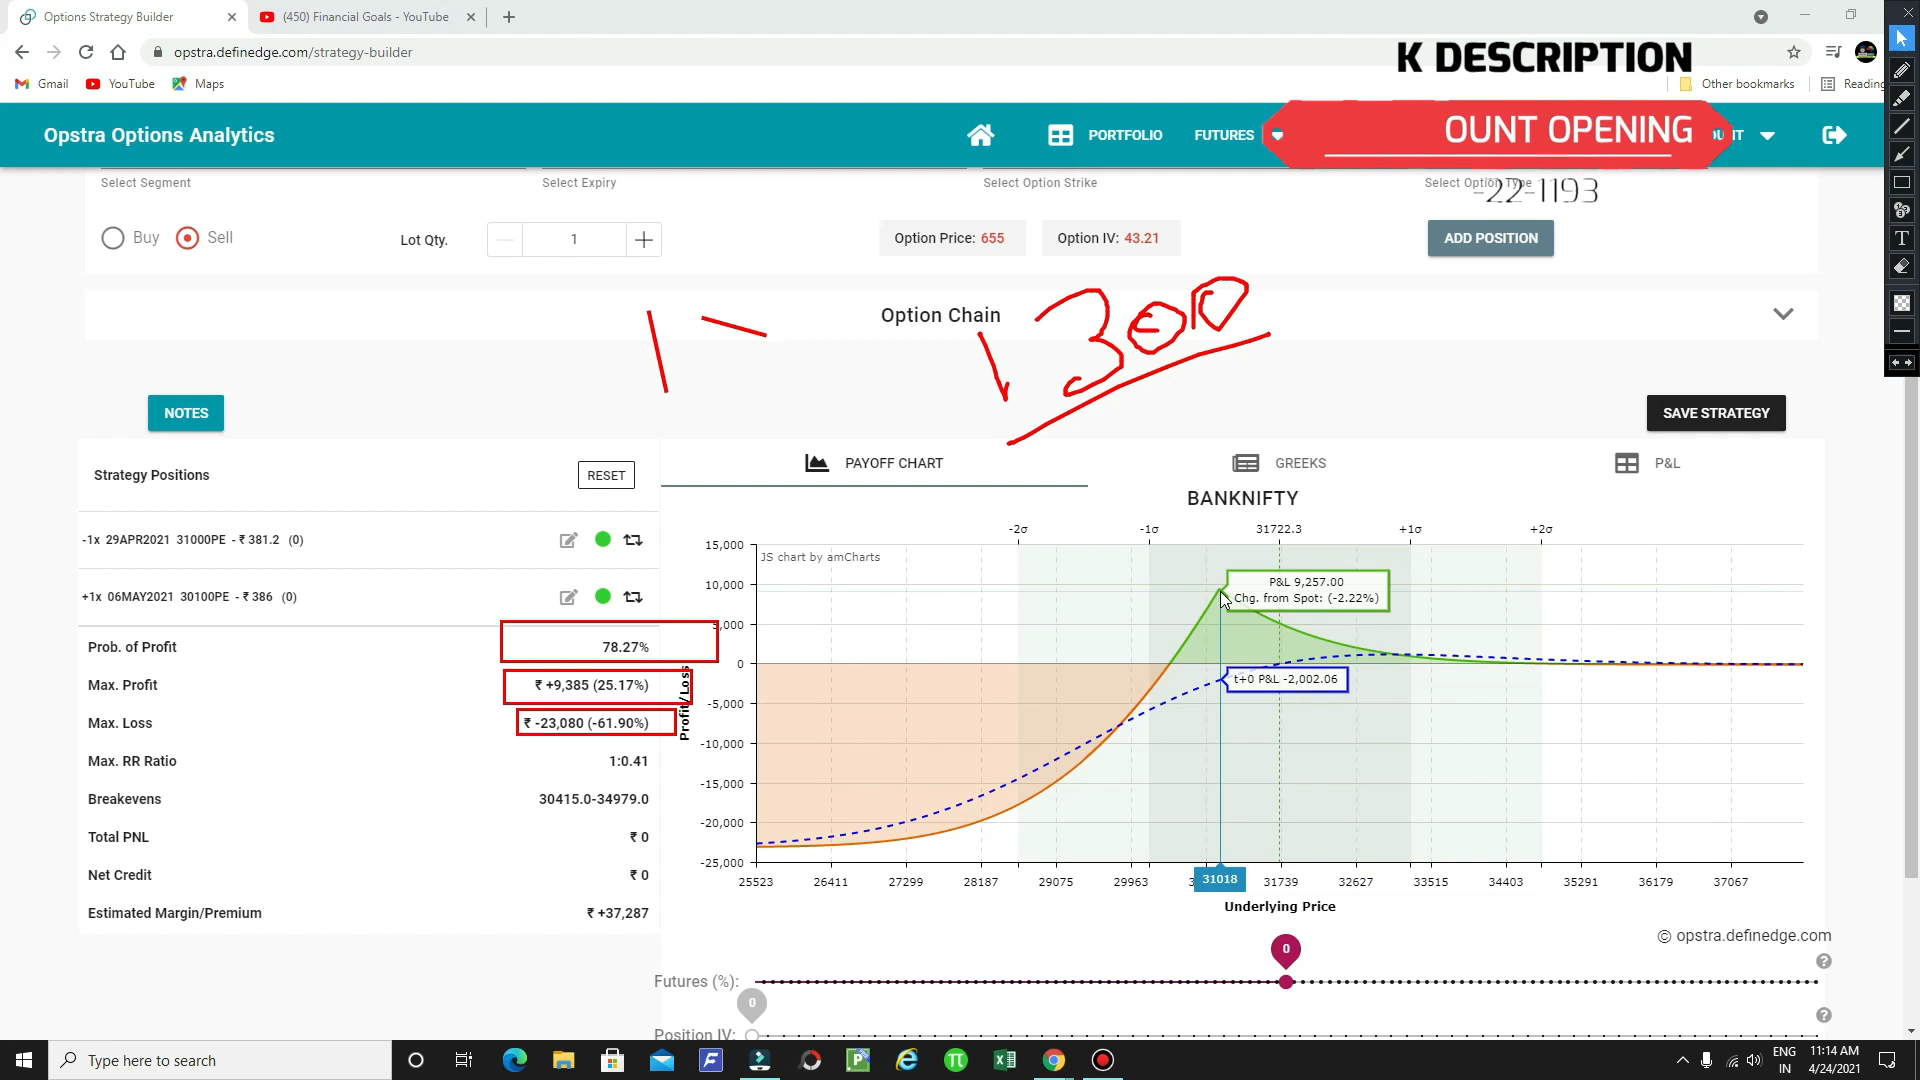 Options Strategy Builder
(450) Financial Goals - YouTube
opstra.definedge.com/strategy-builder
K DESCRIPTION
Gmail
YouTube
Maps
Other bookmarks
Reading
Opstra Options Analytics
PORTFOLIO
FUTURES
OUNT OPENING
Select Segment
Select Expiry
Select Option Strike
Select Option Type
-22-1193
Buy
Sell
Lot Qty.
1
Option Price: 655
Option IV: 43.21
ADD POSITION
Option Chain
1300
NOTES
SAVE STRATEGY
Strategy Positions
RESET
PAYOFF CHART
GREEKS
P&L
-1x 29APR2021 31000PE - ₹ 381.2 (0)
+1x 06MAY2021 30100PE - ₹ 386 (0)
Prob. of Profit 78.27%
Max. Profit ₹ +9,385 (25.17%)
Max. Loss ₹ -23,080 (-61.90%)
Max. RR Ratio 1:0.41
Breakevens 30415.0-34979.0
Total PNL ₹ 0
Net Credit ₹ 0
Estimated Margin/Premium ₹ +37,287
BANKNIFTY
-2σ -1σ 31722.3 +1σ +2σ
JS chart by amCharts
15,000
10,000
5,000
0
-5,000
-10,000
-15,000
-20,000
-25,000
Profit/Loss
P&L 9,257.00
Chg. from Spot: (-2.22%)
t+0 P&L -2,002.06
25523 26411 27299 28187 29075 29963 31018 31739 32627 33515 34403 35291 36179 37067
Underlying Price
© opstra.definedge.com
0
Futures (%):
0
Position IV:
Type here to search
ENG
IN
11:14 AM
4/24/2021